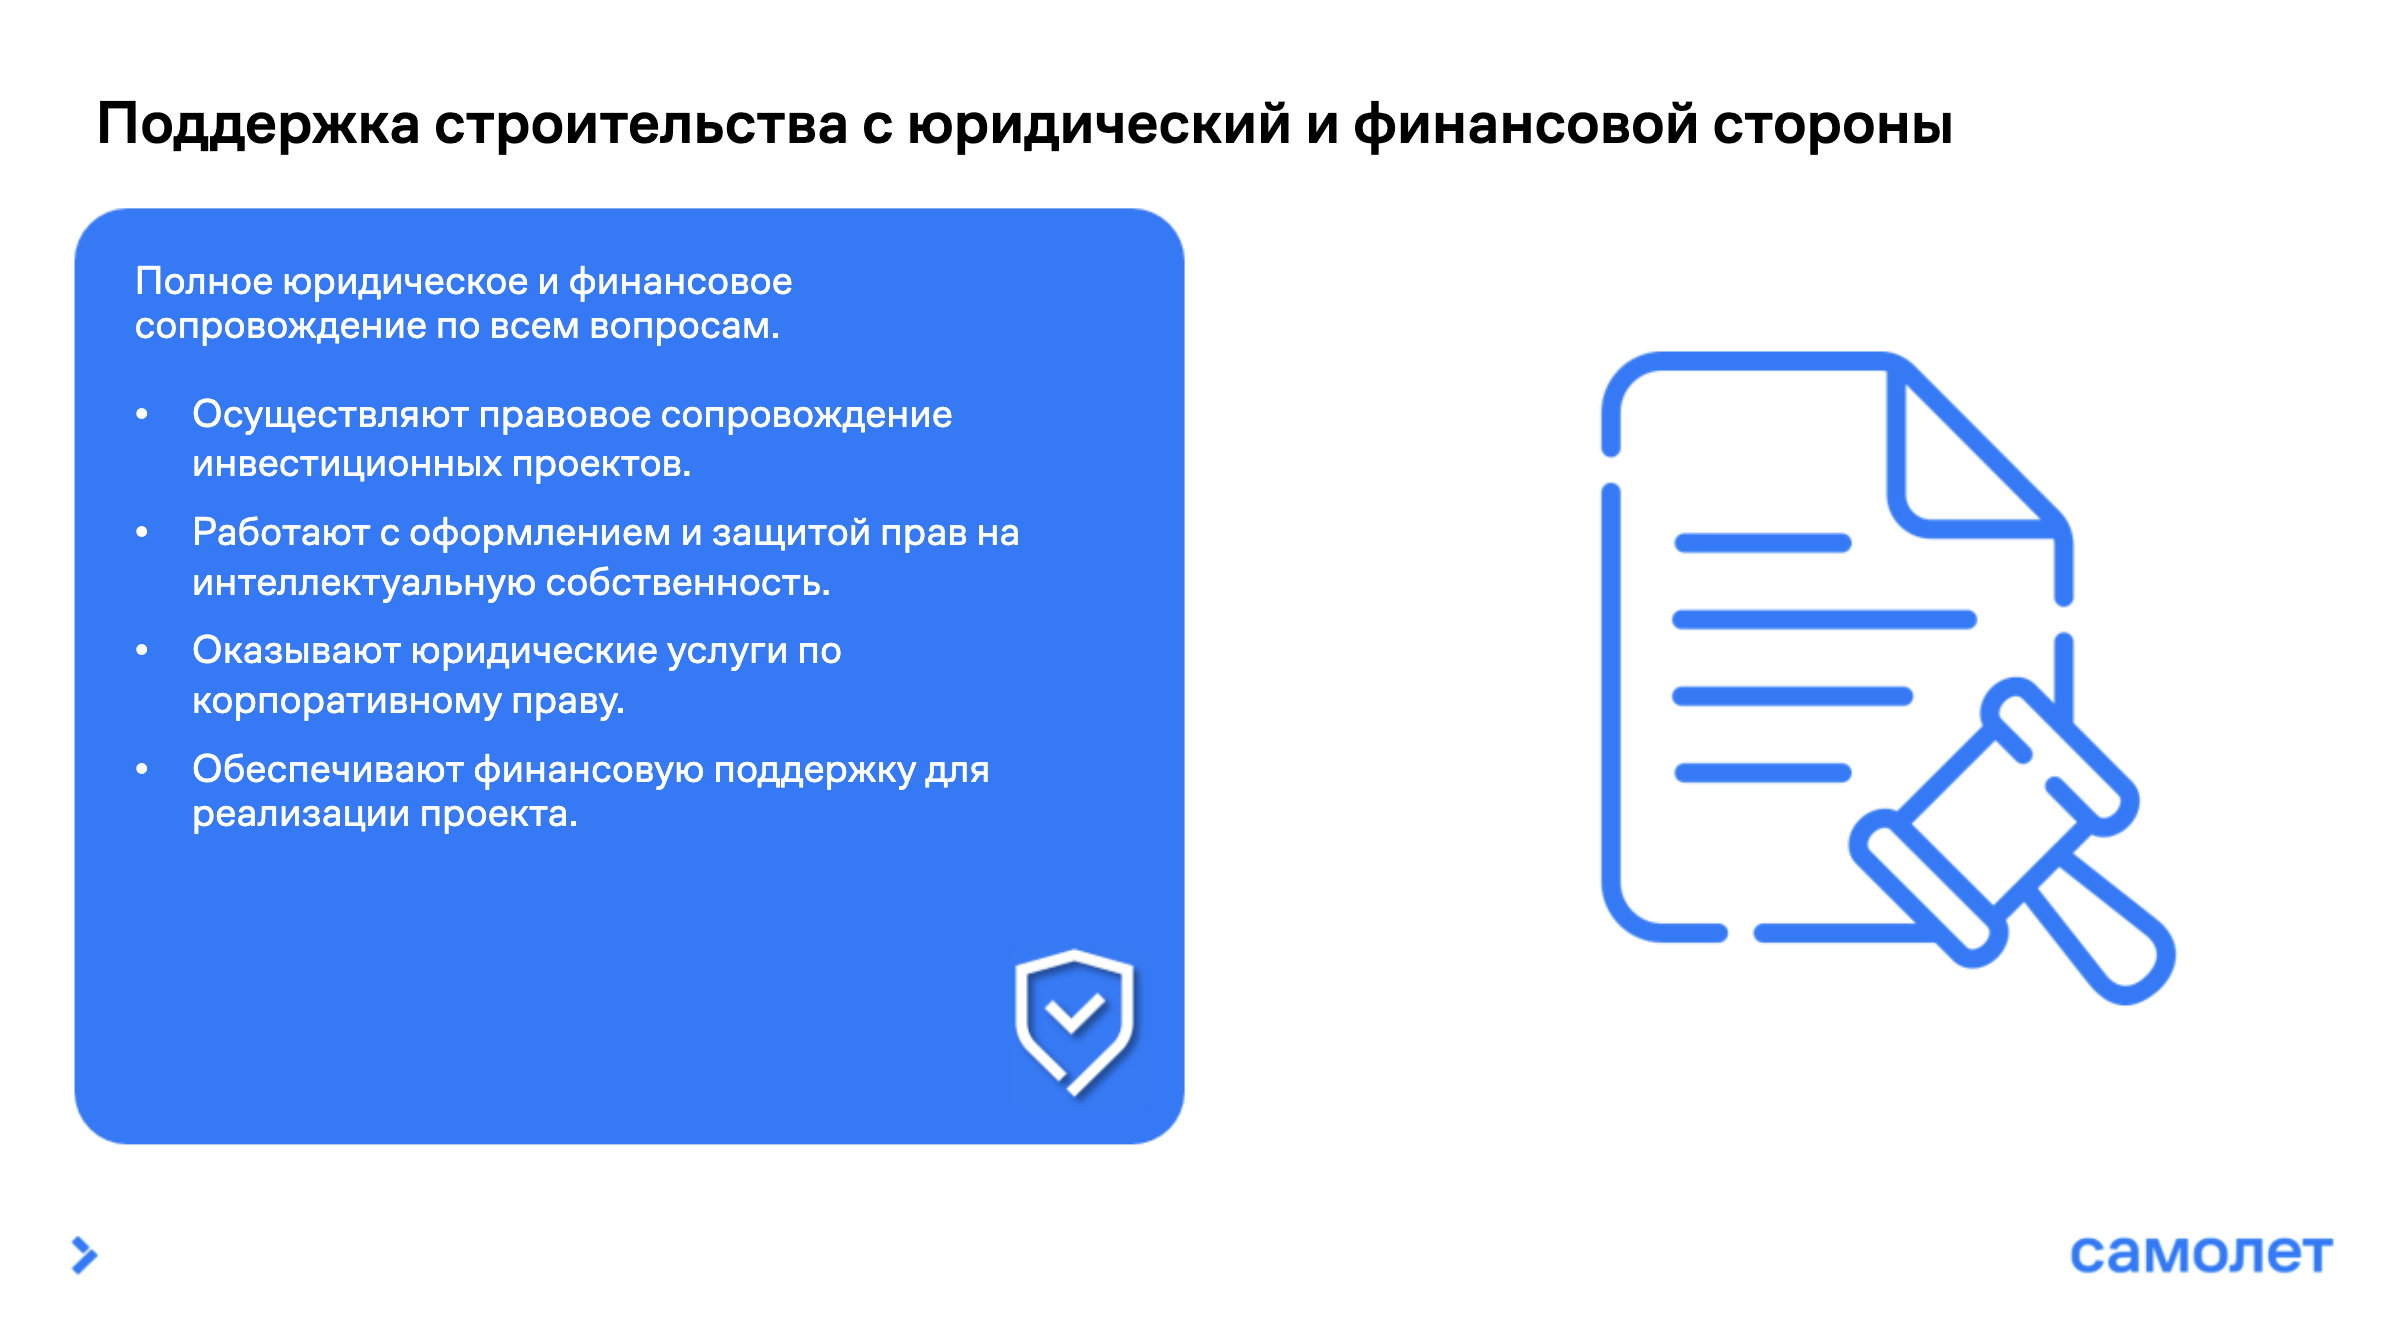 Поддержка строительства с юридический и финансовой стороны
Полное юридическое и финансовое
сопровождение по всем вопросам.
• Осуществляют правовое сопровождение
инвестиционных проектов.
• Работают с оформлением и защитой прав на
интеллектуальную собственность.
• Оказывают юридические услуги по
корпоративному праву.
• Обеспечивают финансовую поддержку для
реализации проекта.
самолет